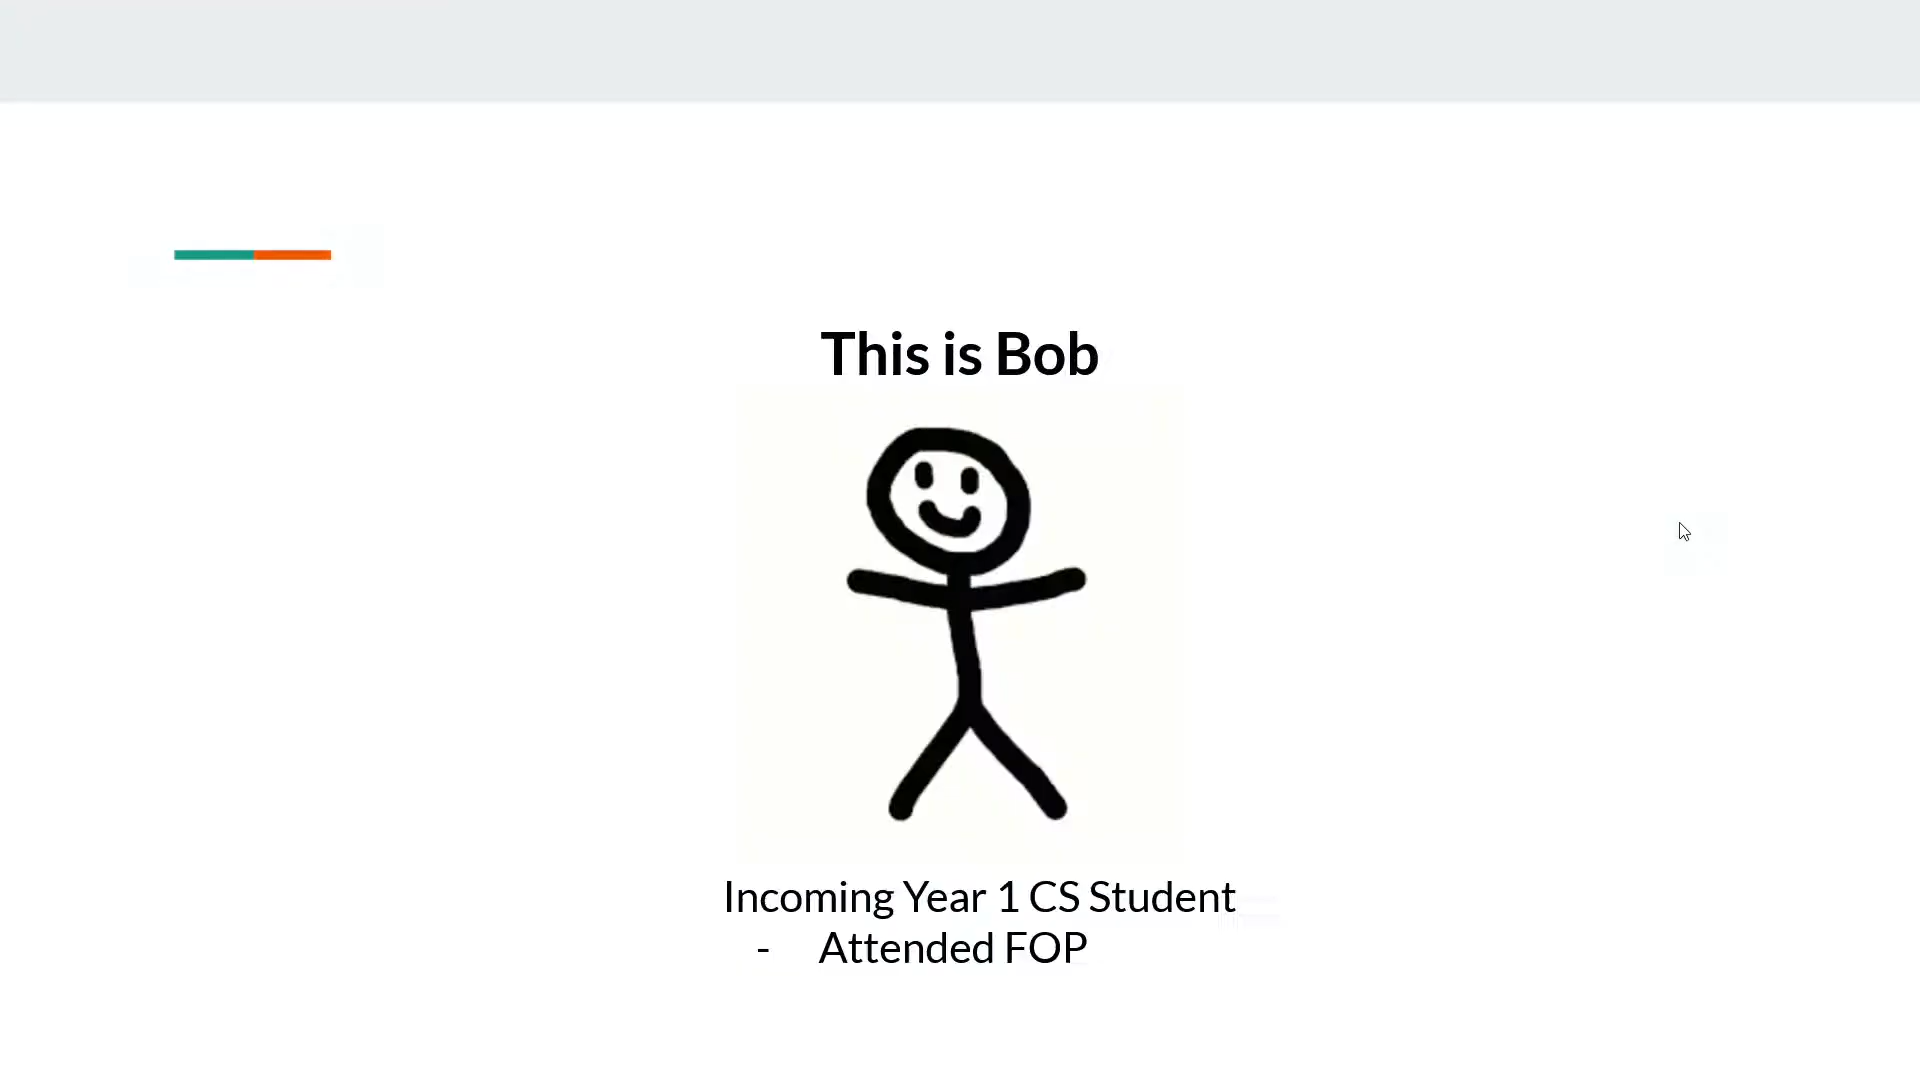 This is Bob
Incoming Year 1 CS Student
- Attended FOP